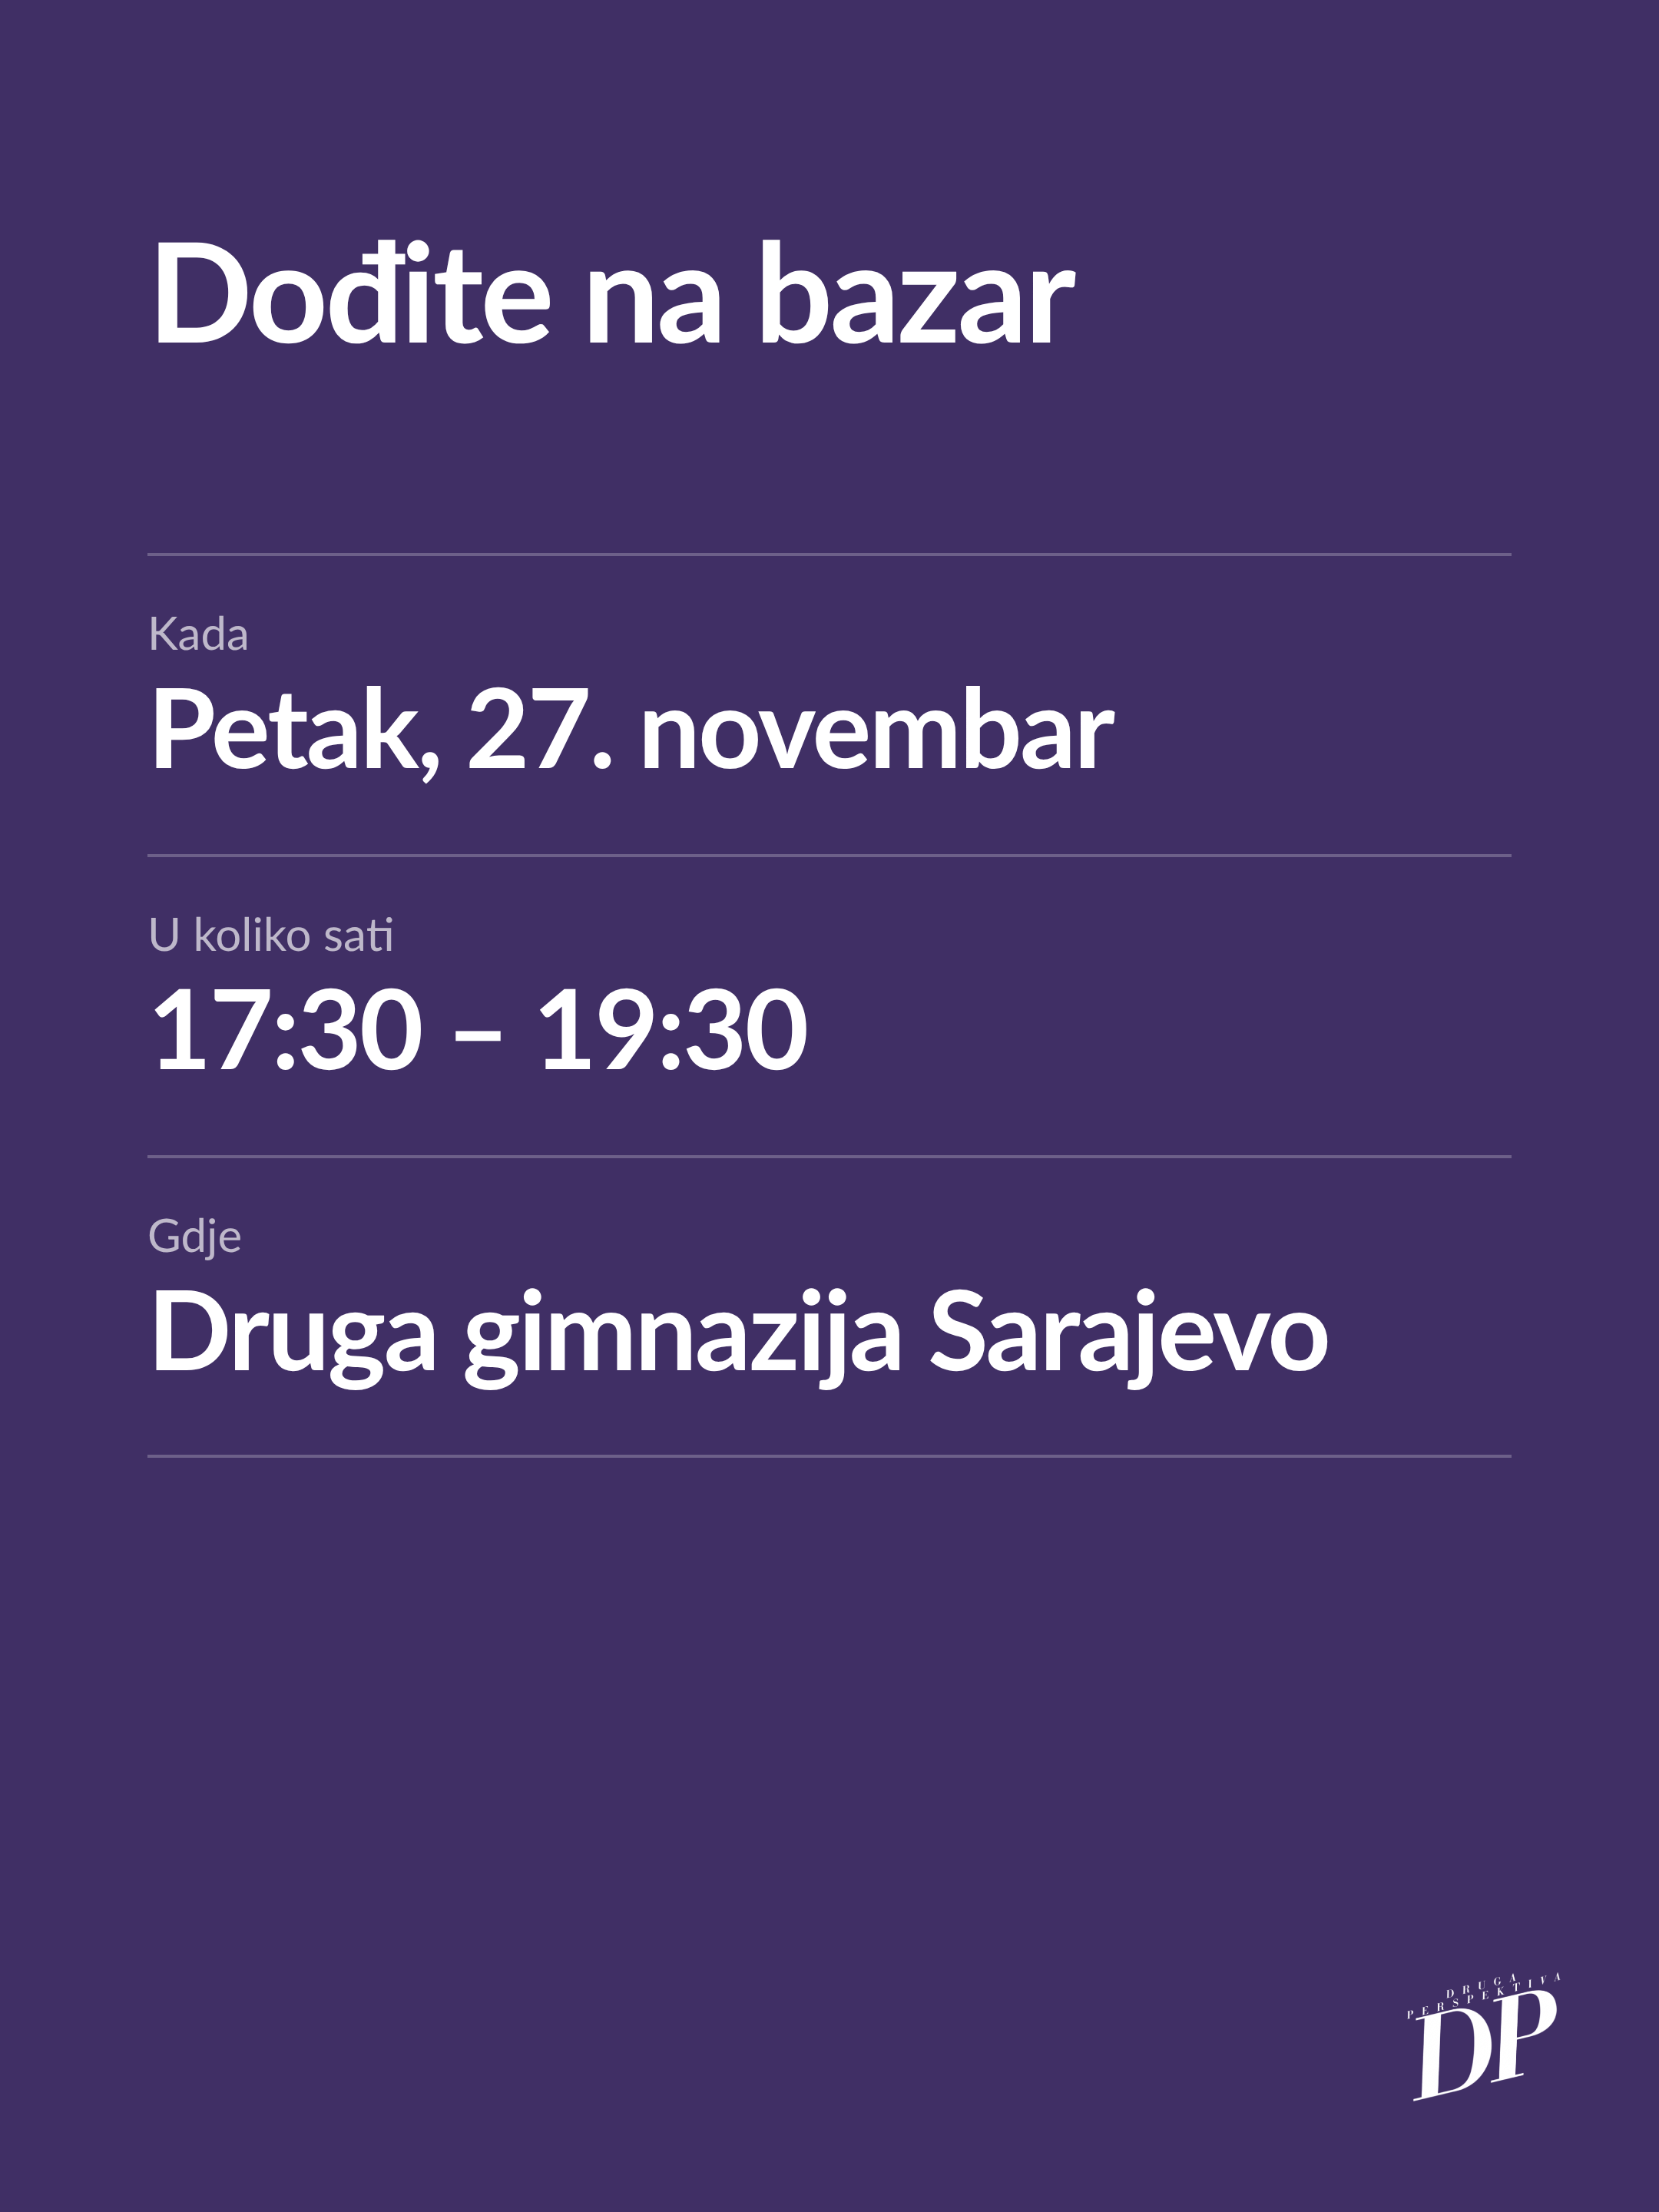 Dođite na bazar
Kada
Petak, 27. novembar
U koliko sati
17:30 – 19:30
Gdje
Druga gimnazija Sarajevo
DRUGA
PERSPEKTIVA
DP